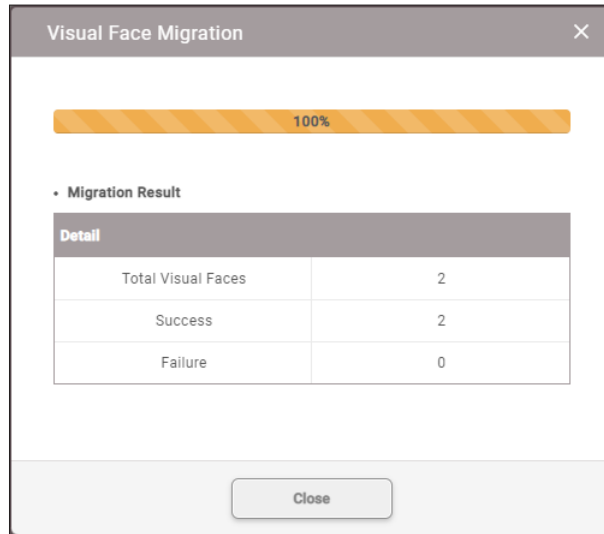 Visual Face Migration
100%
• Migration Result
Detail
Total Visual Faces 2
Success 2
Failure 0
Close